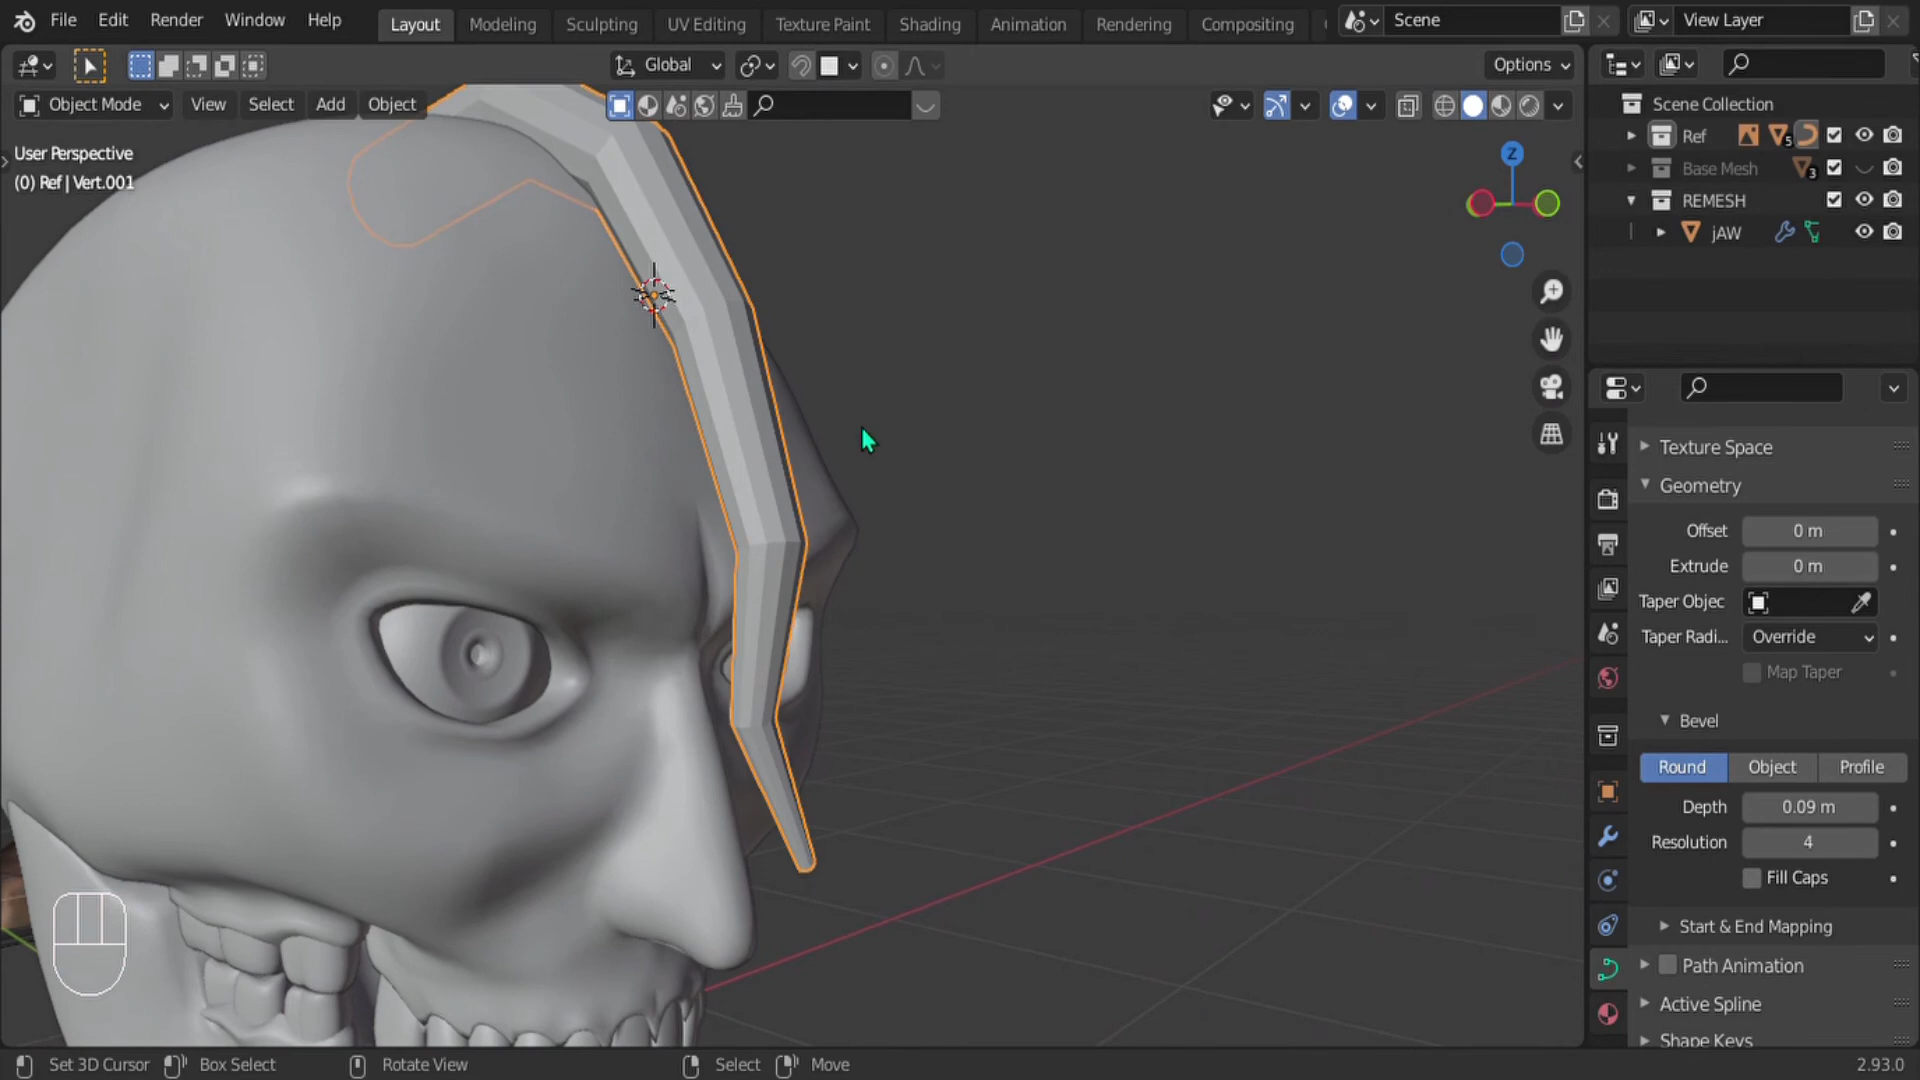 File Edit Render Window Help Layout Modeling Sculpting UV Editing Texture Paint Shading Animation Rendering Compositing Scene View Layer
Global Options
Object Mode View Select Add Object
User Perspective
(0) Ref | Vert.001
Z
Scene Collection
Ref 5
Base Mesh 3
REMESH
jAW
Texture Space
Geometry
Offset 0 m
Extrude 0 m
Taper Objec
Taper Radi... Override
Map Taper
Bevel
Round Object Profile
Depth 0.09 m
Resolution 4
Fill Caps
Start & End Mapping
Path Animation
Active Spline
Shape Keys
Set 3D Cursor Box Select Rotate View Select Move 2.93.0